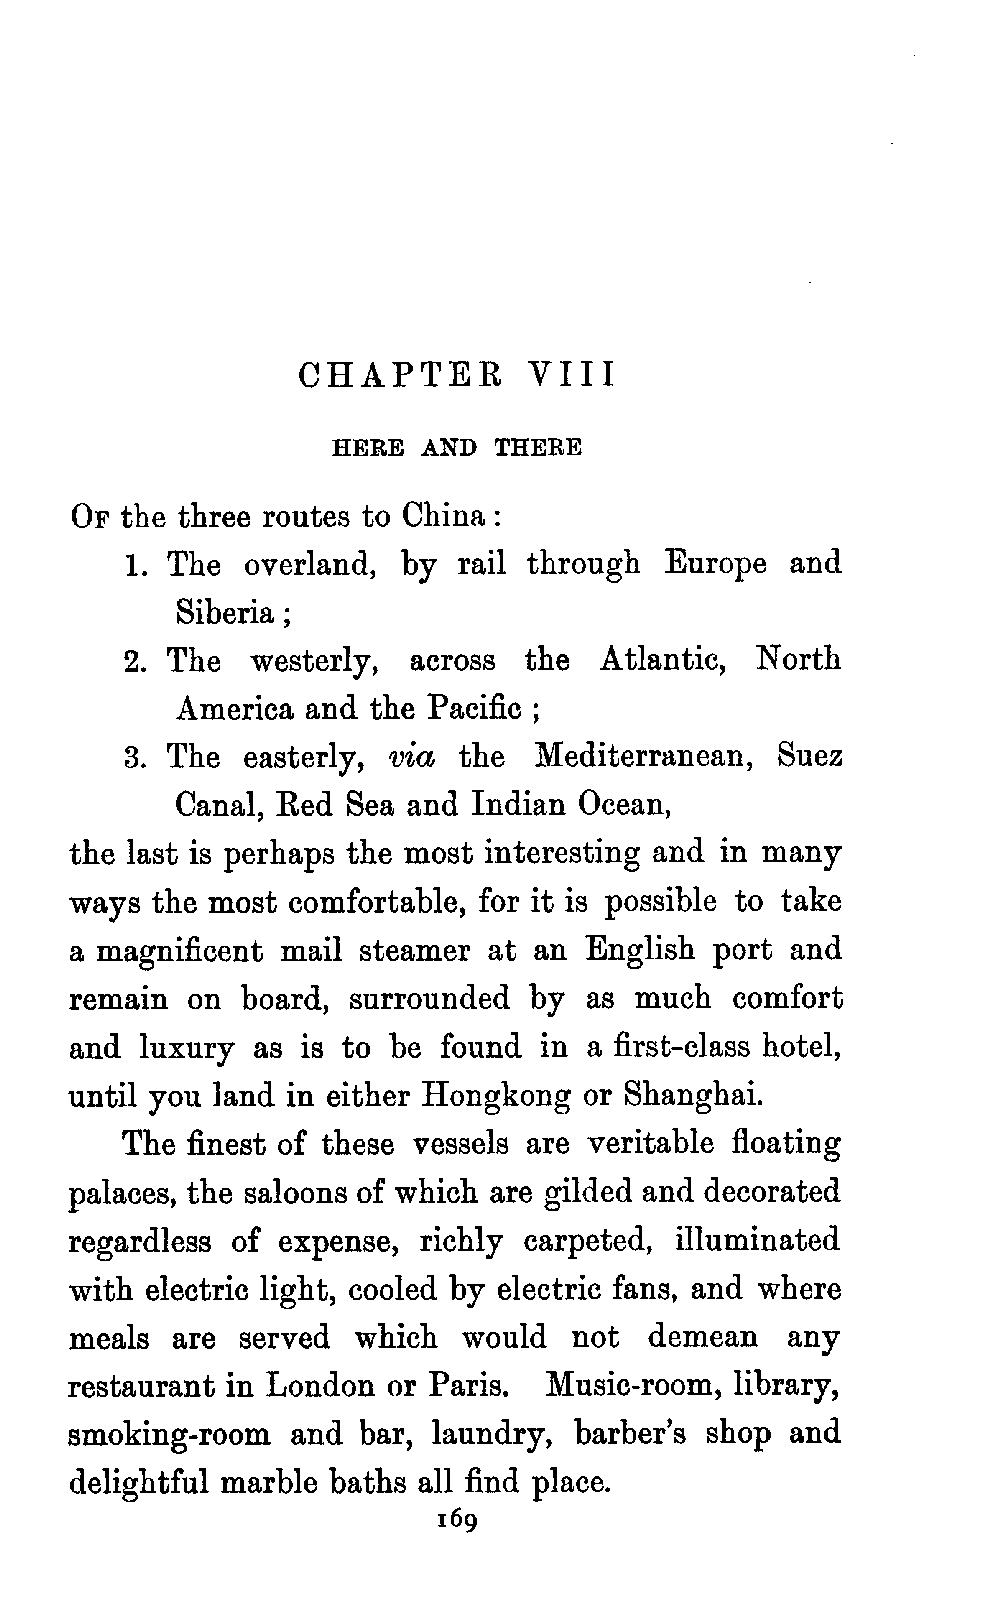 CHAPTER VIII
HERE AND THERE
OF the three routes to China :
1. The overland, by rail through Europe and
Siberia ;
2. The westerly, across the Atlantic, North
America and the Pacific ;
3. The easterly, via the Mediterranean, Suez
Canal, Red Sea and Indian Ocean,
the last is perhaps the most interesting and in many
ways the most comfortable, for it is possible to take
a magnificent mail steamer at an English port and
remain on board, surrounded by as much comfort
and luxury as is to be found in a first-class hotel,
until you land in either Hongkong or Shanghai.
The finest of these vessels are veritable floating
palaces, the saloons of which are gilded and decorated
regardless of expense, richly carpeted, illuminated
with electric light, cooled by electric fans, and where
meals are served which would not demean any
restaurant in London or Paris. Music-room, library,
smoking-room and bar, laundry, barber's shop and
delightful marble baths all find place.
169